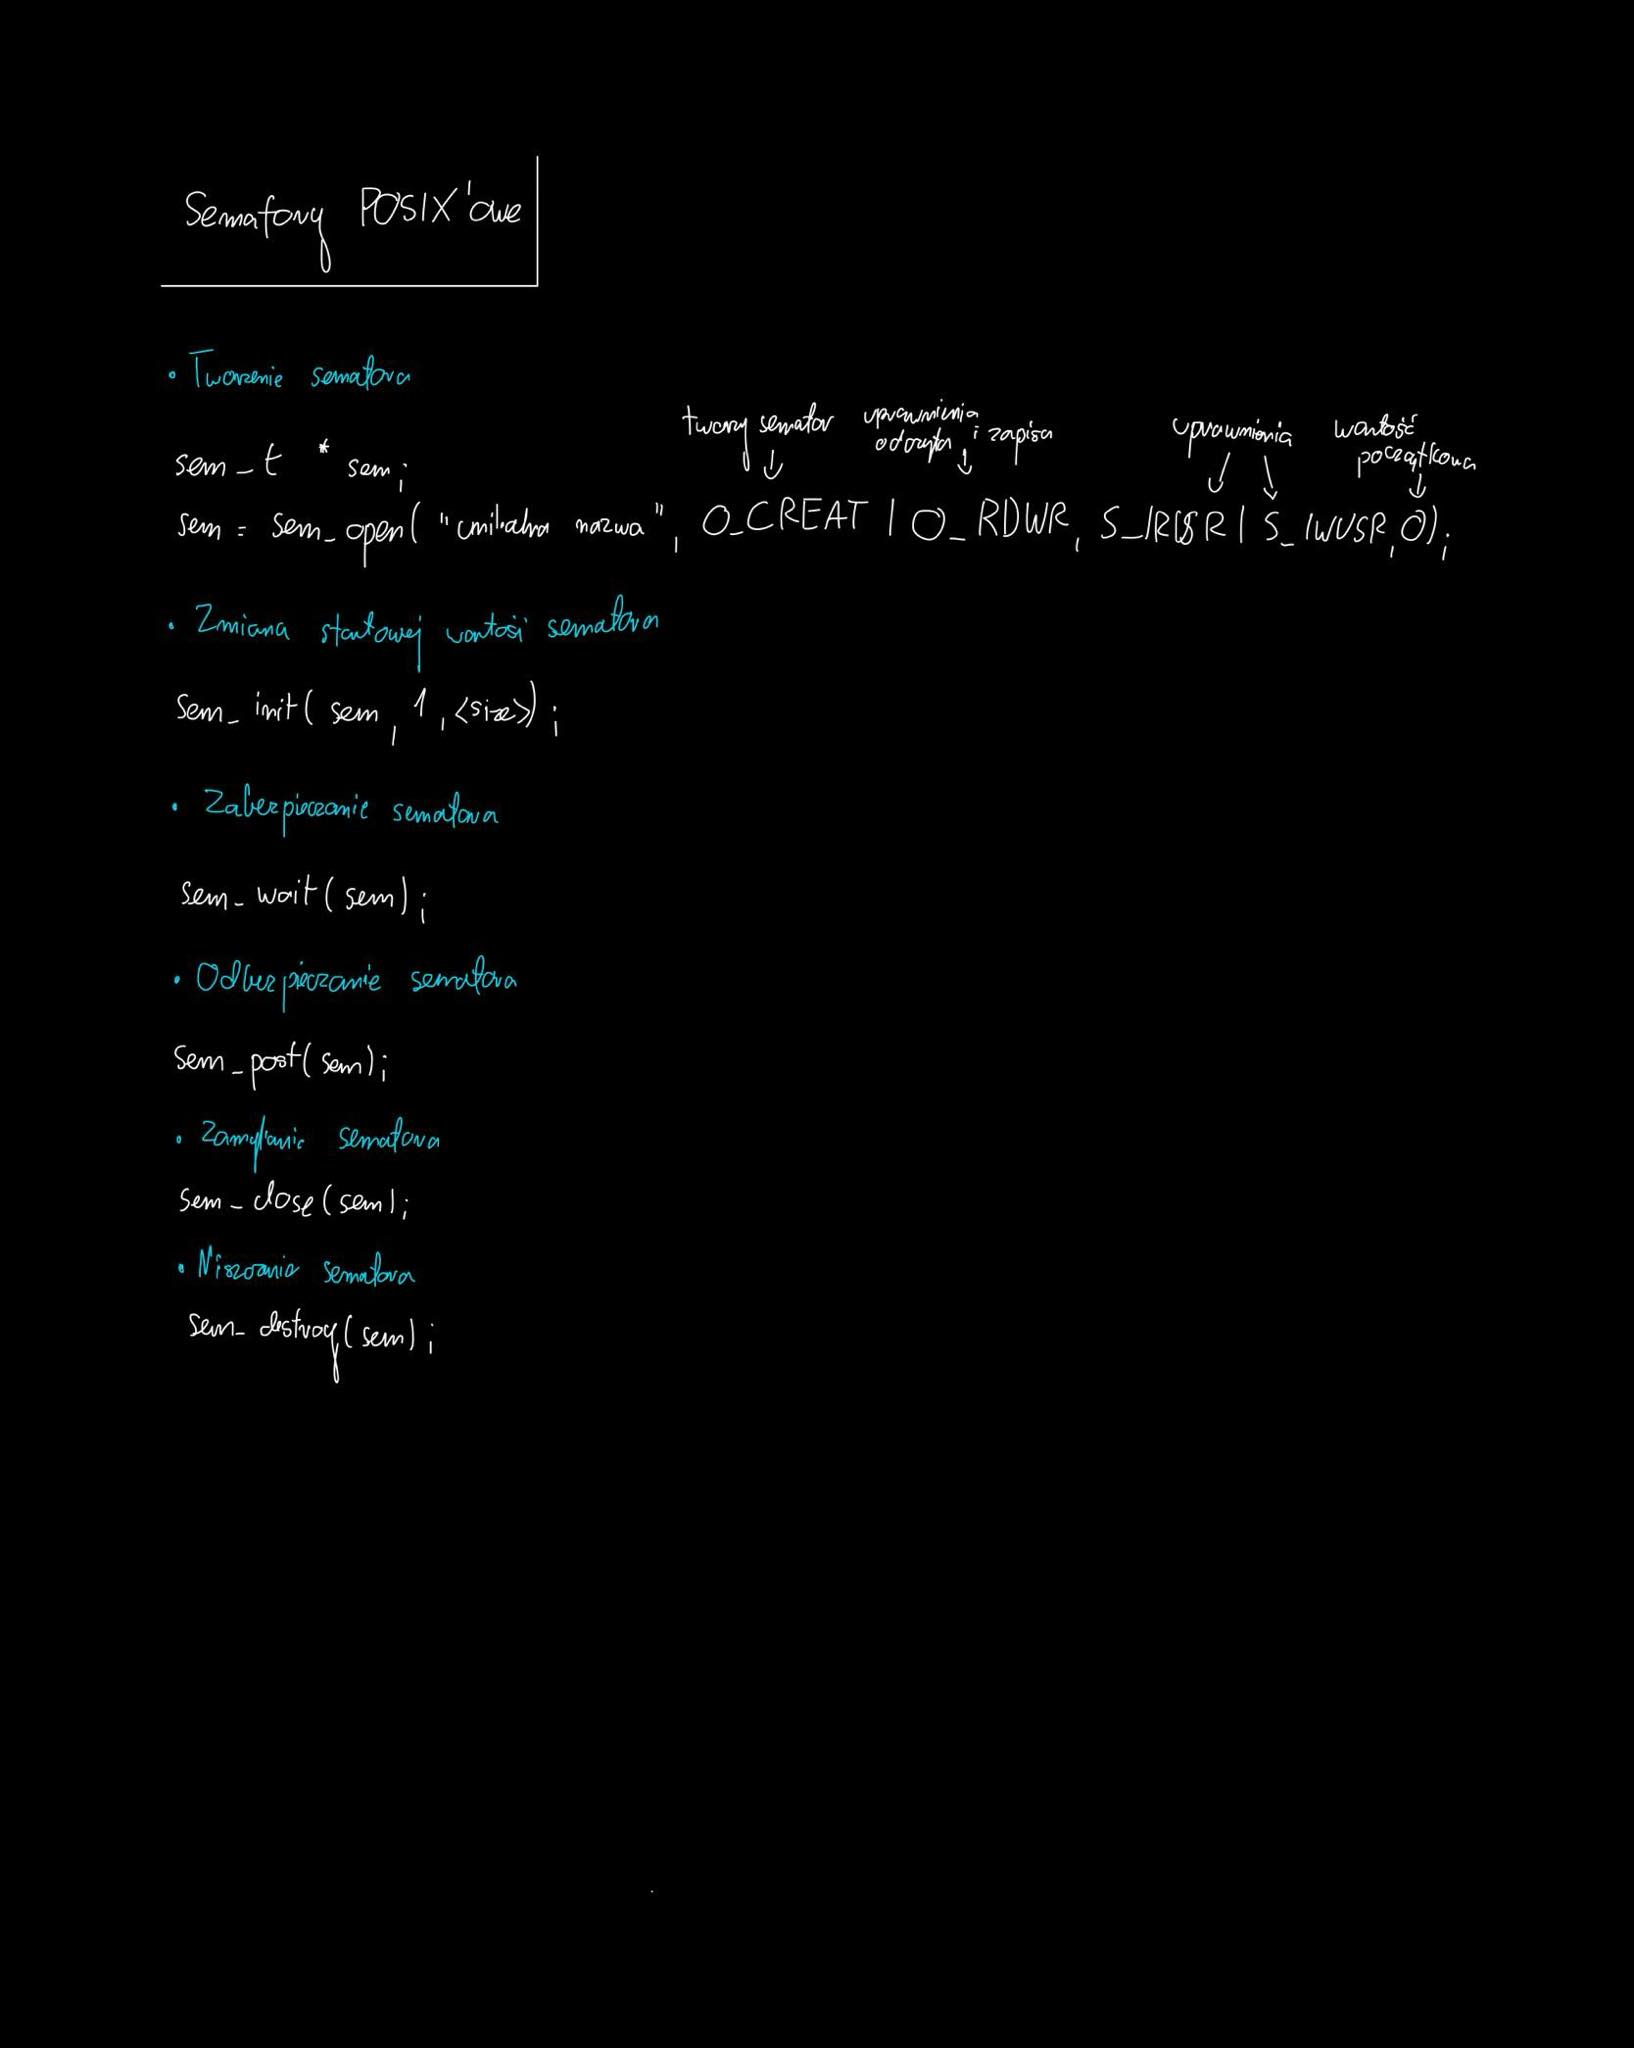 Semafory POSIX'owe
• Tworzenie semafora
tworzy semafor uprawnienia uprawnienia wartość
odczytu i zapisu początkowa
sem_t * sem;
sem = sem_open( "unikalna nazwa", O_CREAT | O_RDWR, S_IRUSR | S_IWUSR, 0);
• Zmiana startowej wartości semafora
sem_init( sem, 1, <size>);
• Zabezpieczanie semafora
sem_wait(sem);
• Odbezpieczanie semafora
sem_post(sem);
• Zamykanie semafora
sem_close(sem);
• Niszczenie semafora
sem_destroy(sem);